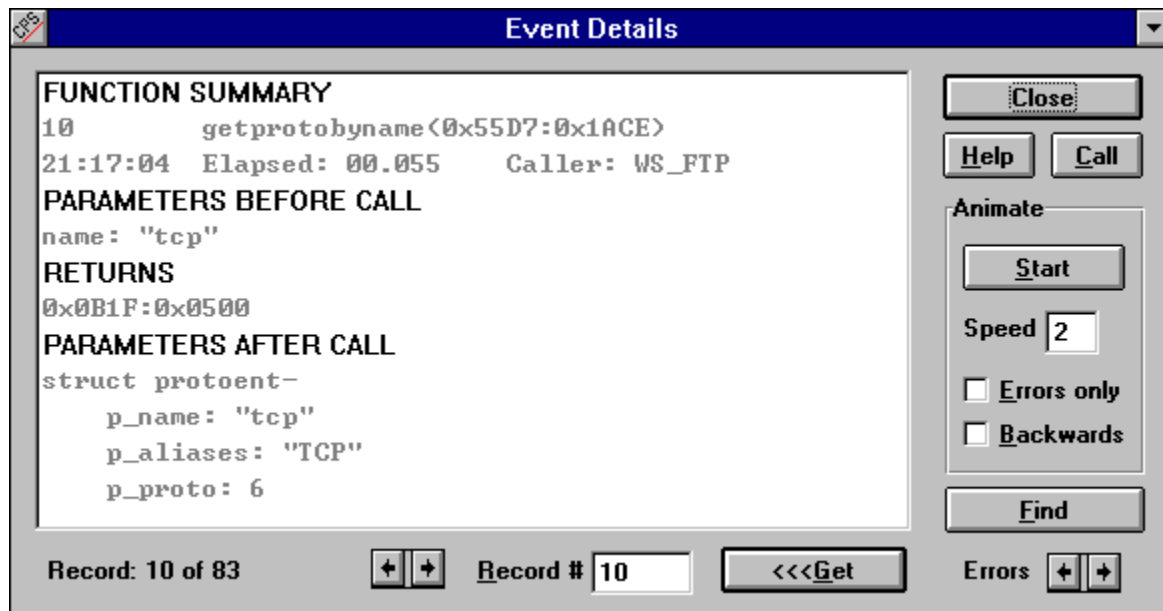 CPS
Event Details
FUNCTION SUMMARY
10 getprotobyname(0x55D7:0x1ACE)
21:17:04 Elapsed: 00.055 Caller: WS_FTP
PARAMETERS BEFORE CALL
name: "tcp"
RETURNS
0x0B1F:0x0500
PARAMETERS AFTER CALL
struct protoent-
p_name: "tcp"
p_aliases: "TCP"
p_proto: 6
Close
Help Call
Animate
Start
Speed 2
Errors only
Backwards
Find
Record: 10 of 83 Record # 10 <<<Get Errors